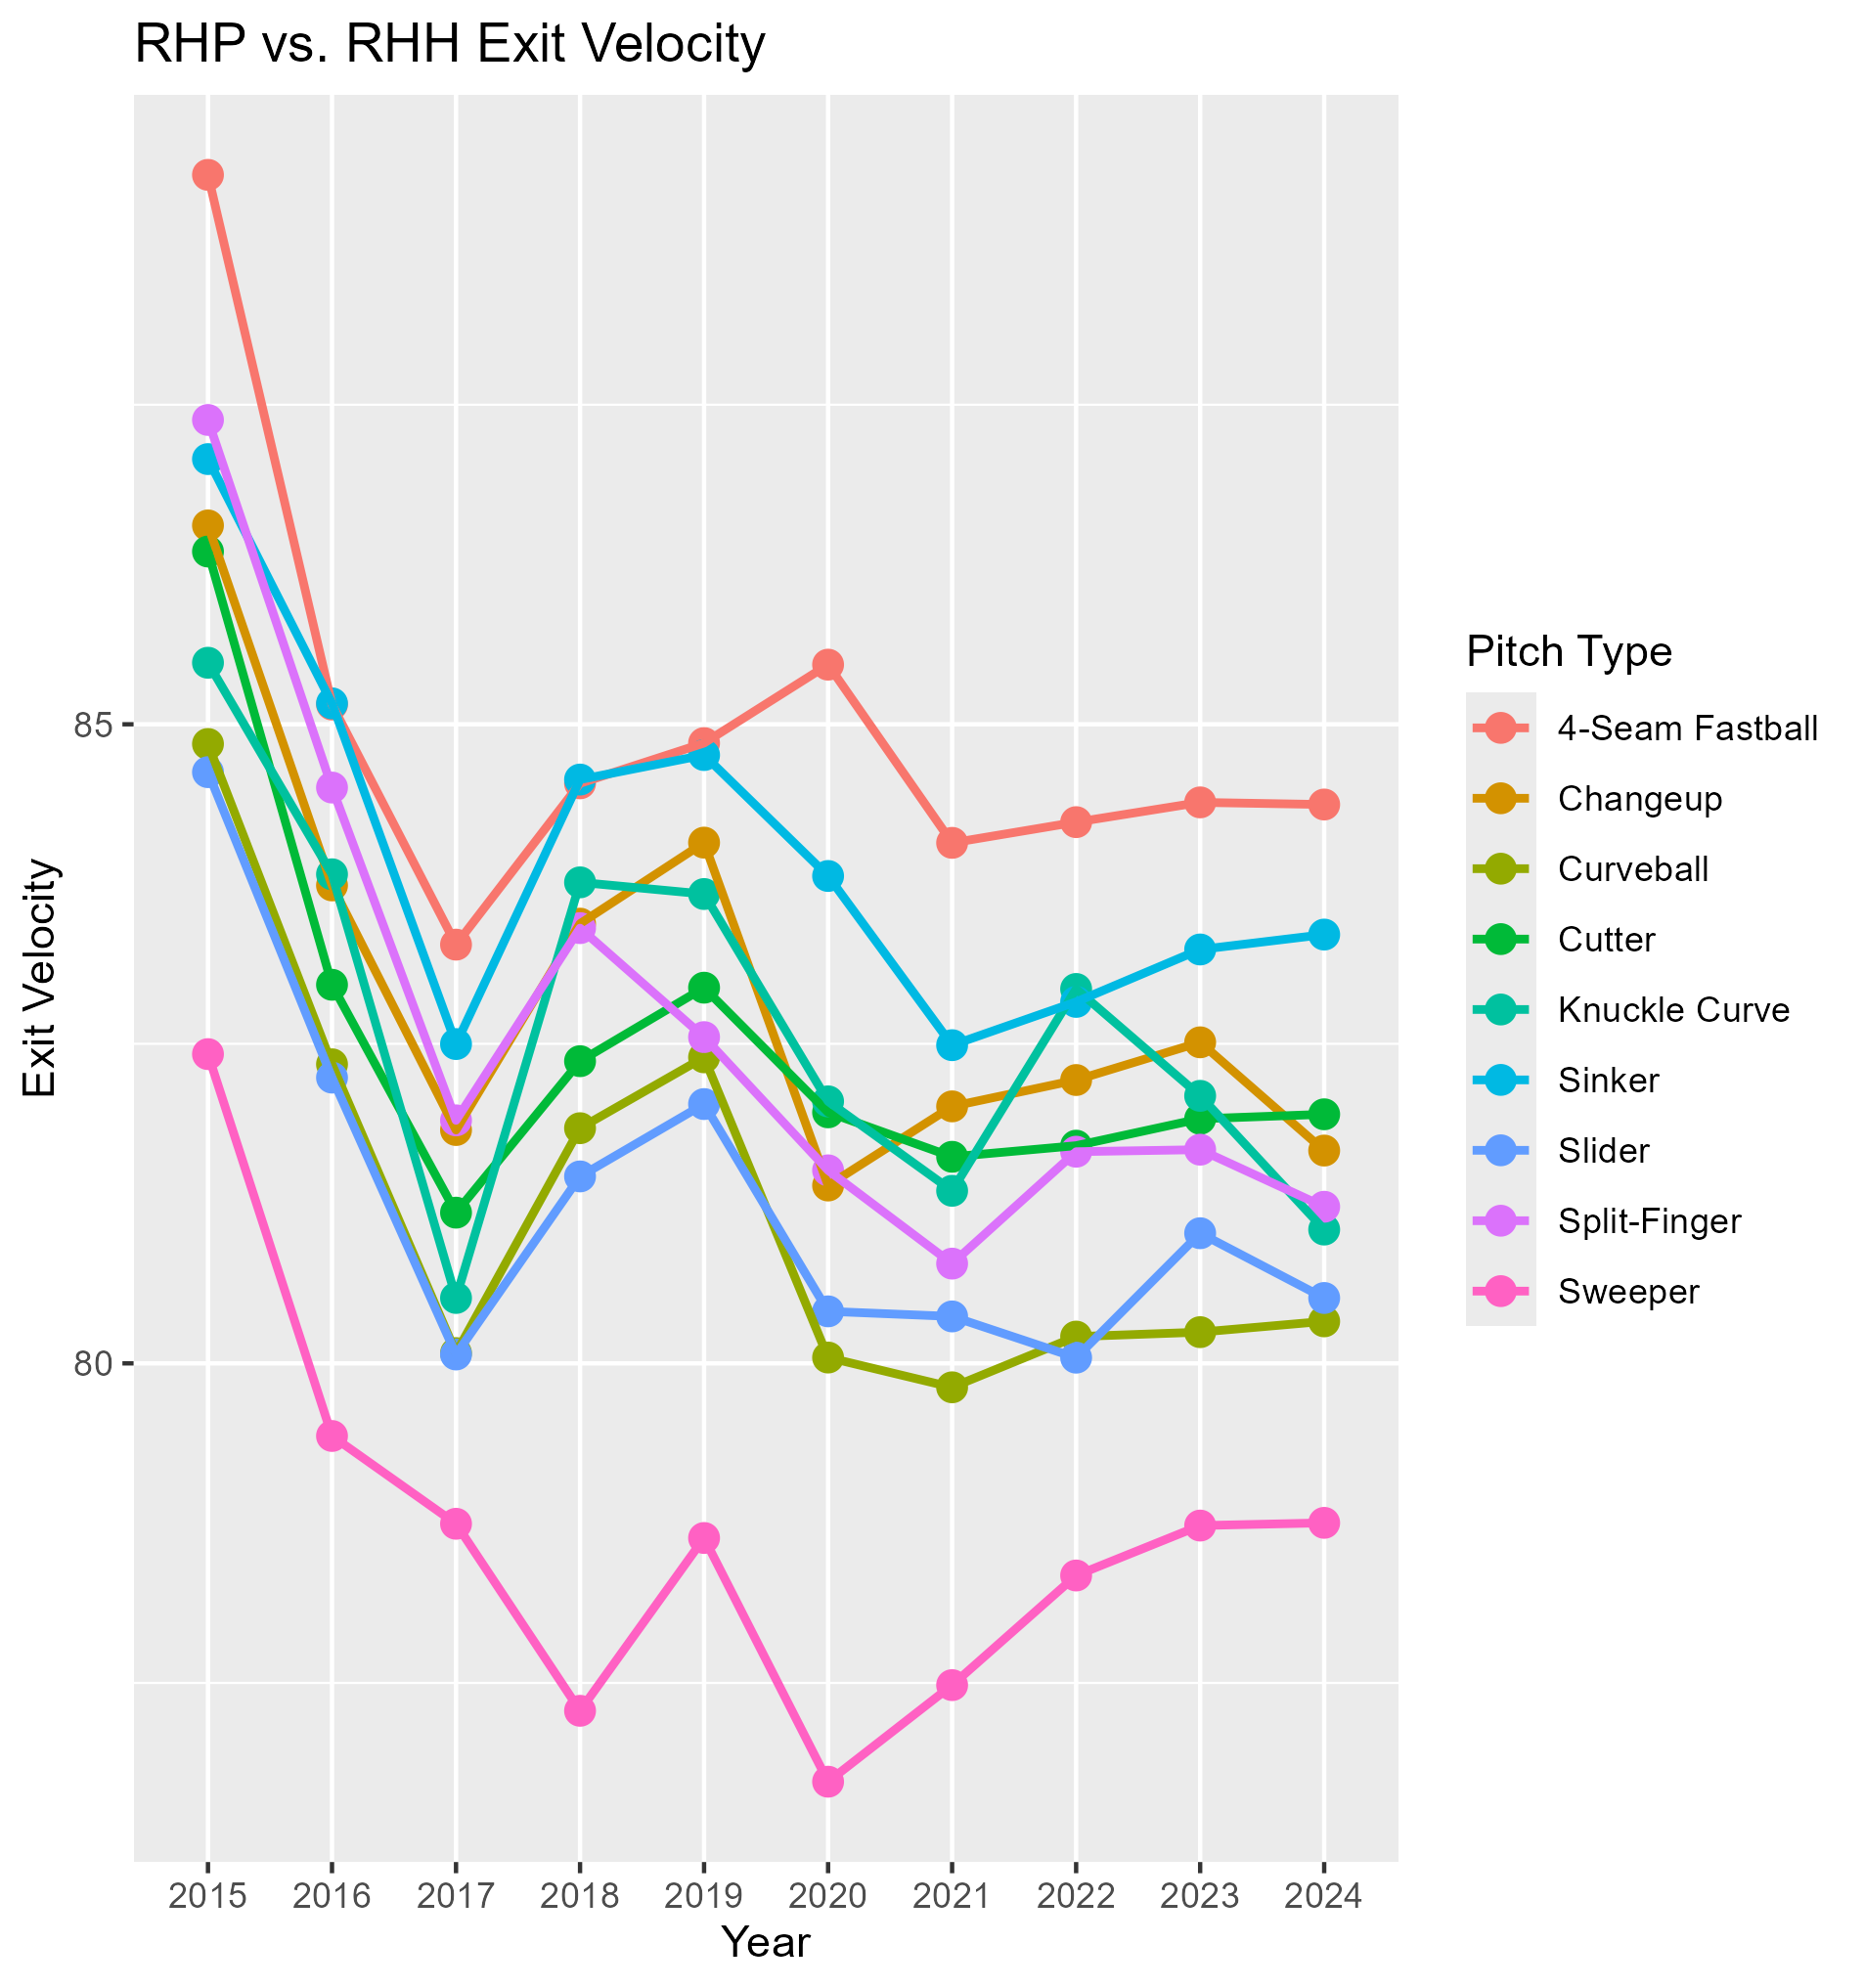 RHP vs. RHH Exit Velocity
Exit Velocity
85
80
2015 2016 2017 2018 2019 2020 2021 2022 2023 2024
Year
Pitch Type
4-Seam Fastball
Changeup
Curveball
Cutter
Knuckle Curve
Sinker
Slider
Split-Finger
Sweeper